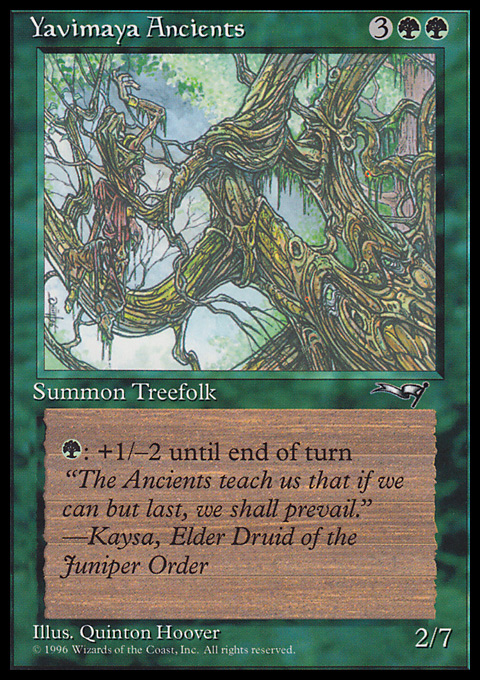 Yavimaya Ancients 3
Summon Treefolk
: +1/–2 until end of turn
“The Ancients teach us that if we
can but last, we shall prevail.”
—Kaysa, Elder Druid of the
Juniper Order
Illus. Quinton Hoover
© 1996 Wizards of the Coast, Inc. All rights reserved.
2/7